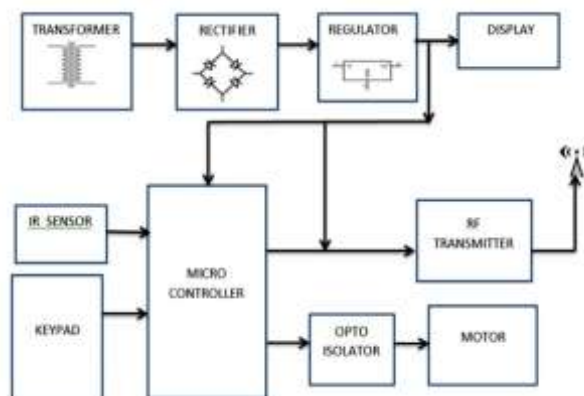 TRANSFORMER
RECTIFIER
REGULATOR
DISPLAY
IR SENSOR
KEYPAD
MICRO
CONTROLLER
RF
TRANSMITTER
OPTO
ISOLATOR
MOTOR